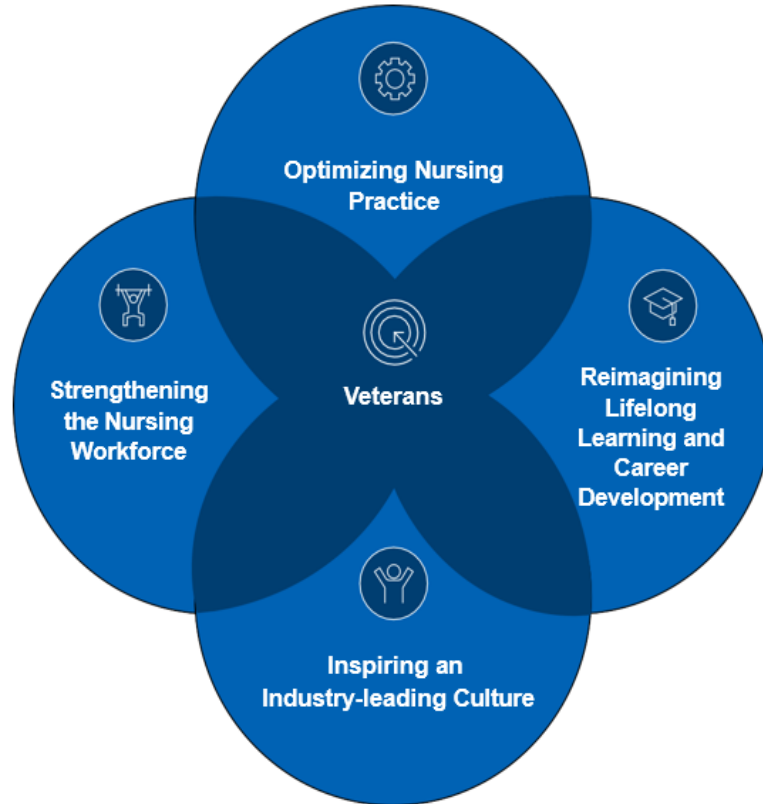 Optimizing Nursing
Practice
Strengthening
the Nursing
Workforce
Veterans
Reimagining
Lifelong
Learning and
Career
Development
Inspiring an
Industry-leading Culture